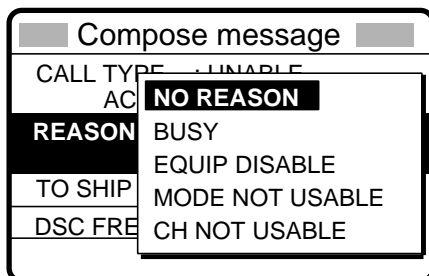 Compose message
CALL TYPE : UNABLE
AC
REASON
TO SHIP
DSC FRE
NO REASON
BUSY
EQUIP DISABLE
MODE NOT USABLE
CH NOT USABLE